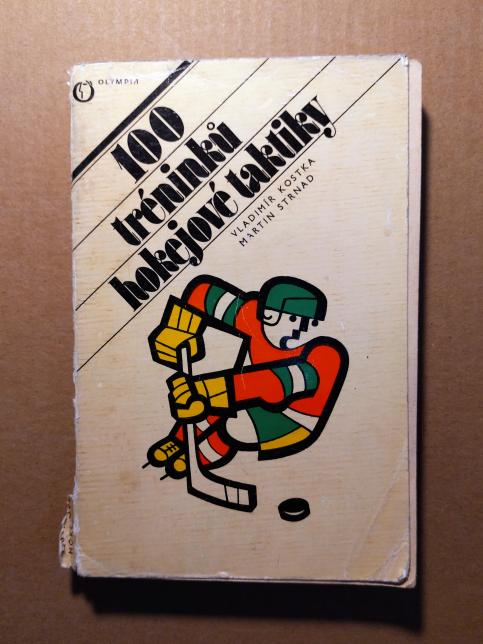 OLYMPIA
100
tréninků
hokejové taktiky
VLADIMÍR KOSTKA
MARTIN STRNAD